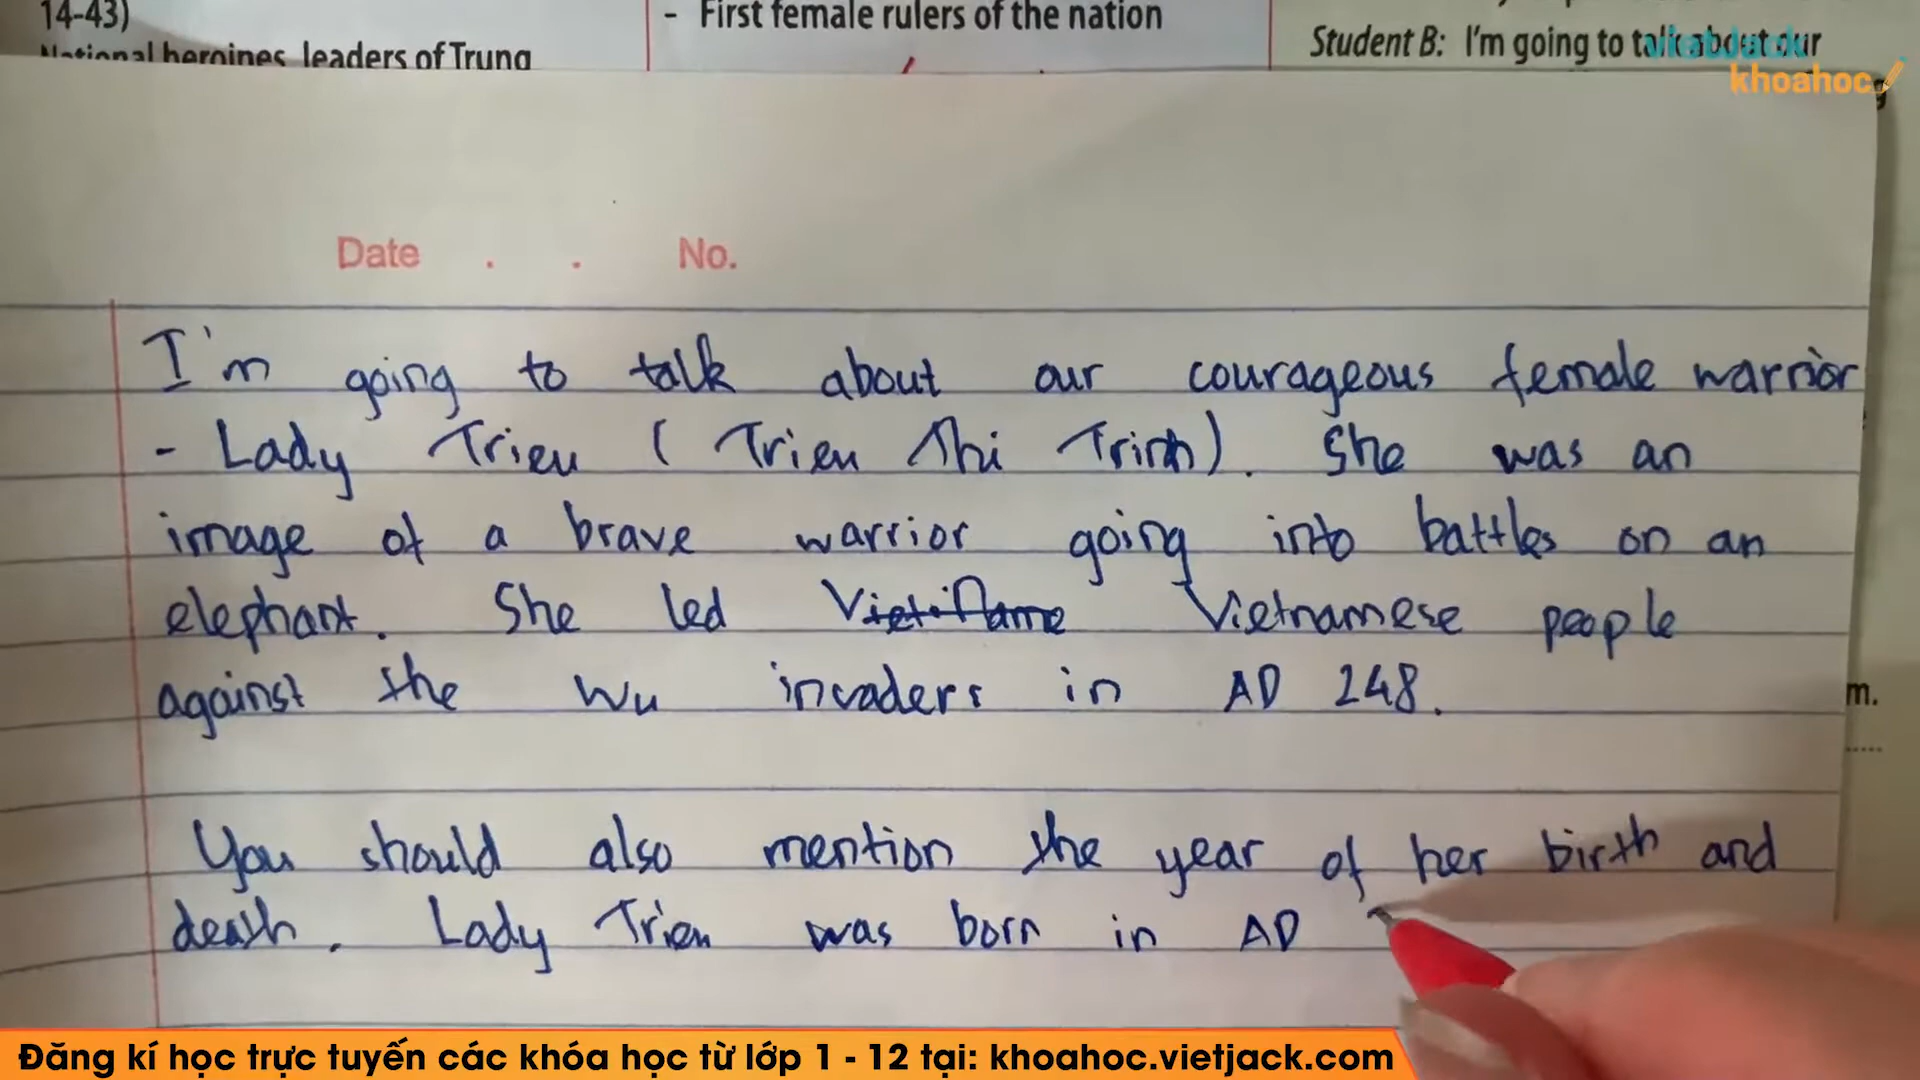 14-43)
National heroines, leaders of Trung
- First female rulers of the nation
Student B: I'm going to talk about our
vietjack
khoahoc
Date . . No.
I'm going to talk about our courageous female warrior
- Lady Trieu (Trieu Thi Trinh). She was an
image of a brave warrior going into battles on an
elephant. She led Vietname Vietnamese people
against the Wu invaders in AD 248.
m.
You should also mention the year of her birth and
death. Lady Trieu was born in AD
Đăng kí học trực tuyến các khóa học từ lớp 1 - 12 tại: khoahoc.vietjack.com